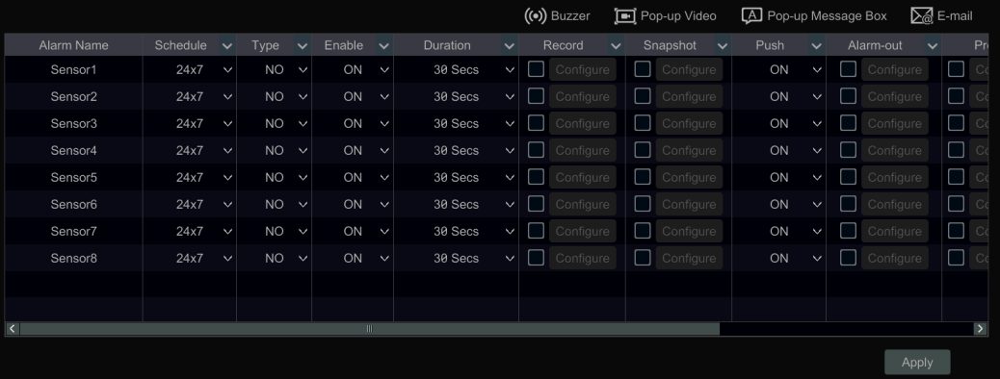 Buzzer Pop-up Video Pop-up Message Box E-mail
Alarm Name Schedule Type Enable Duration Record Snapshot Push Alarm-out Pr
Sensor1 24x7 NO ON 30 Secs Configure Configure ON Configure Co
Sensor2 24x7 NO ON 30 Secs Configure Configure ON Configure Co
Sensor3 24x7 NO ON 30 Secs Configure Configure ON Configure Co
Sensor4 24x7 NO ON 30 Secs Configure Configure ON Configure Co
Sensor5 24x7 NO ON 30 Secs Configure Configure ON Configure Co
Sensor6 24x7 NO ON 30 Secs Configure Configure ON Configure Co
Sensor7 24x7 NO ON 30 Secs Configure Configure ON Configure Co
Sensor8 24x7 NO ON 30 Secs Configure Configure ON Configure Co
Apply